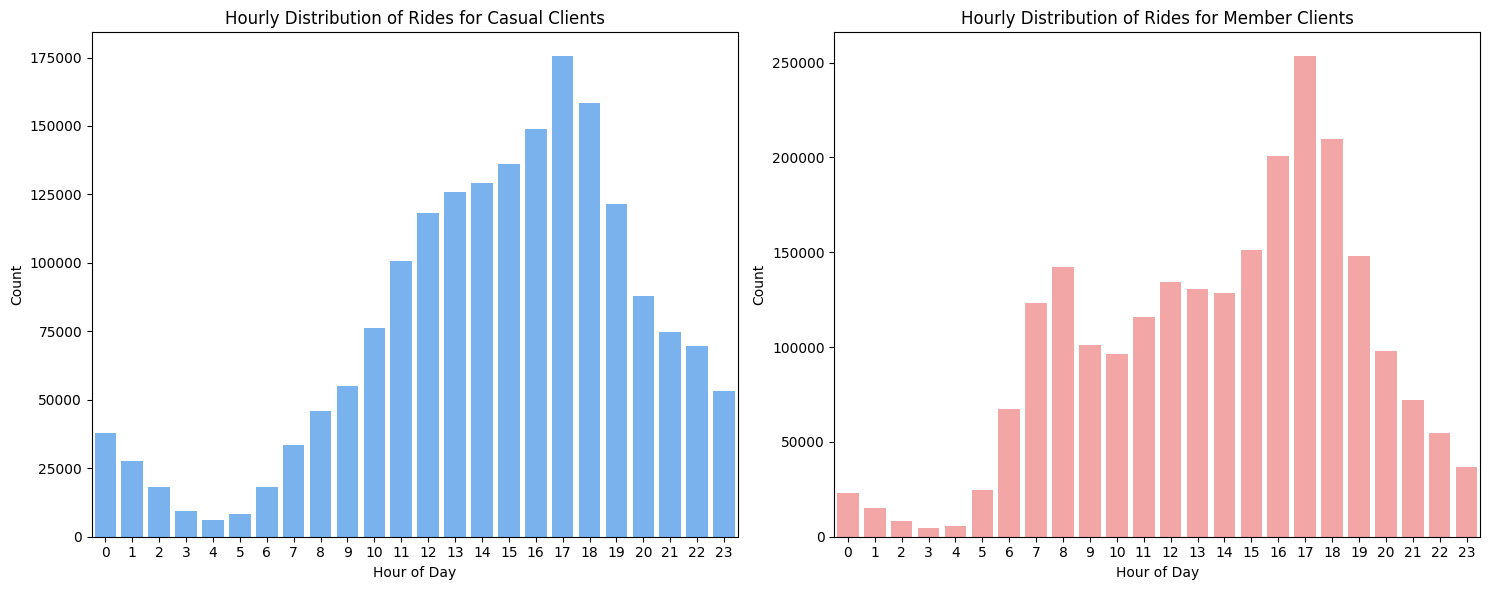 Hourly Distribution of Rides for Casual Clients
175000
150000
125000
100000
75000
50000
25000
0
Count
0 1 2 3 4 5 6 7 8 9 10 11 12 13 14 15 16 17 18 19 20 21 22 23
Hour of Day
Hourly Distribution of Rides for Member Clients
250000
200000
150000
100000
50000
0
Count
0 1 2 3 4 5 6 7 8 9 10 11 12 13 14 15 16 17 18 19 20 21 22 23
Hour of Day